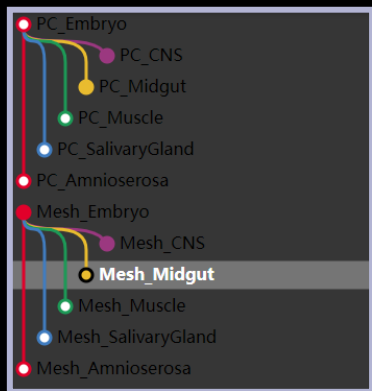 PC_Embryo
PC_CNS
PC_Midgut
PC_Muscle
PC_SalivaryGland
PC_Amnioserosa
Mesh_Embryo
Mesh_CNS
Mesh_Midgut
Mesh_Muscle
Mesh_SalivaryGland
Mesh_Amnioserosa